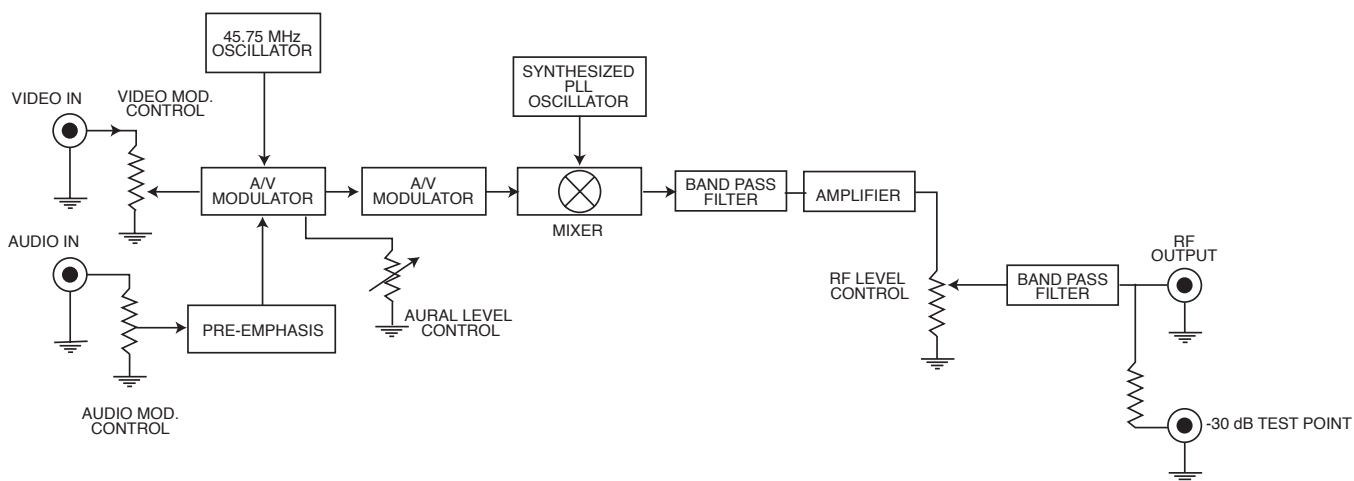 45.75 MHz
OSCILLATOR
SYNTHESIZED
PLL
OSCILLATOR
VIDEO IN
VIDEO MOD.
CONTROL
A/V
MODULATOR
A/V
MODULATOR
MIXER
BAND PASS
FILTER
AMPLIFIER
AUDIO IN
PRE-EMPHASIS
AURAL LEVEL
CONTROL
AUDIO MOD.
CONTROL
RF LEVEL
CONTROL
BAND PASS
FILTER
RF
OUTPUT
-30 dB TEST POINT